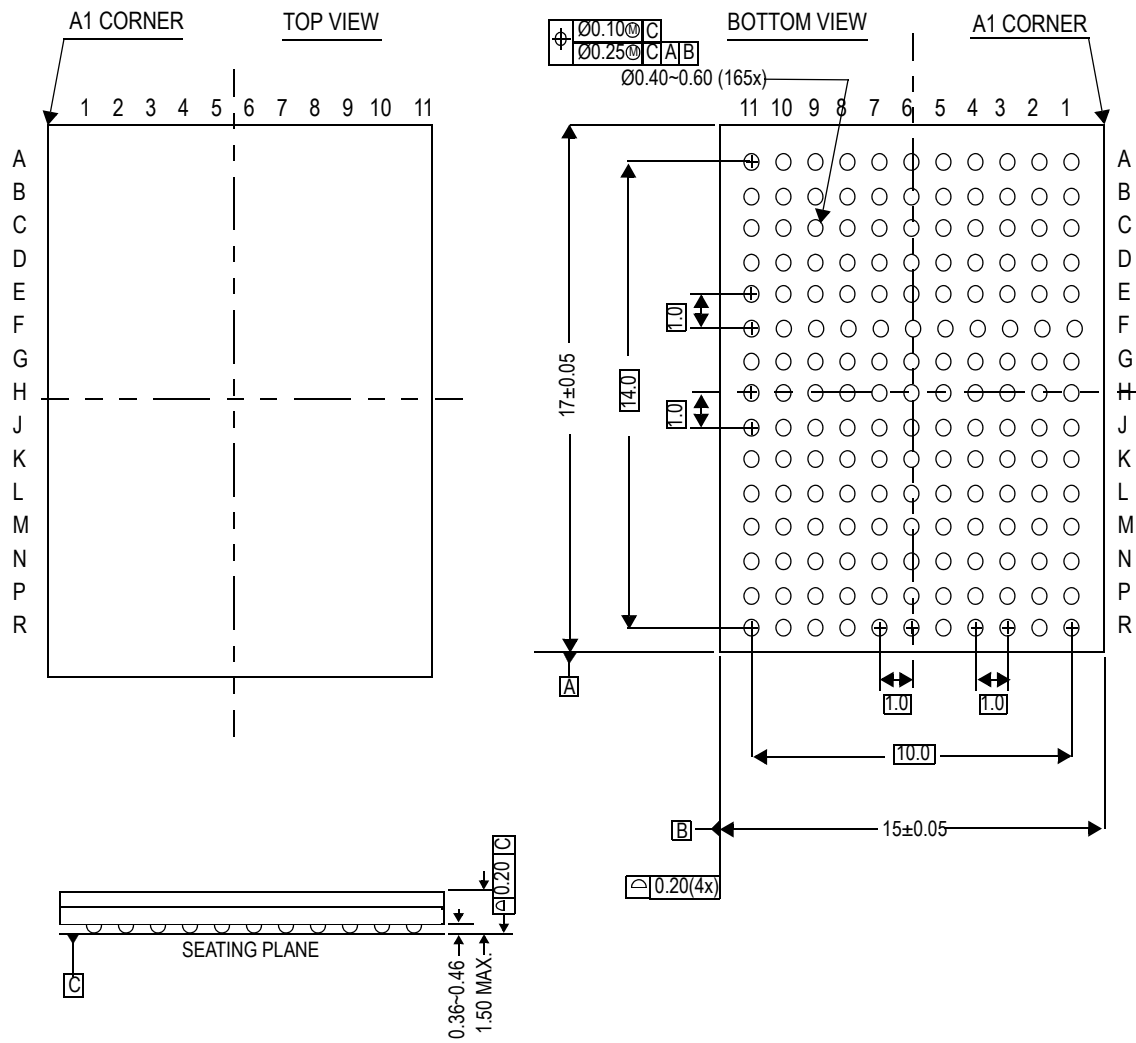 A1 CORNER
TOP VIEW
1 2 3 4 5 6 7 8 9 10 11
A
B
C
D
E
F
G
H
J
K
L
M
N
P
R
Ø0.10Ⓜ C
Ø0.25Ⓜ C A B
BOTTOM VIEW
A1 CORNER
Ø0.40~0.60 (165x)
11 10 9 8 7 6 5 4 3 2 1
A
B
C
D
E
F
G
H
J
K
L
M
N
P
R
17±0.05
14.0
1.0
1.0
A
1.0
1.0
10.0
B
15±0.05
0.20(4x)
0.20 C
SEATING PLANE
C
0.36~0.46
1.50 MAX.